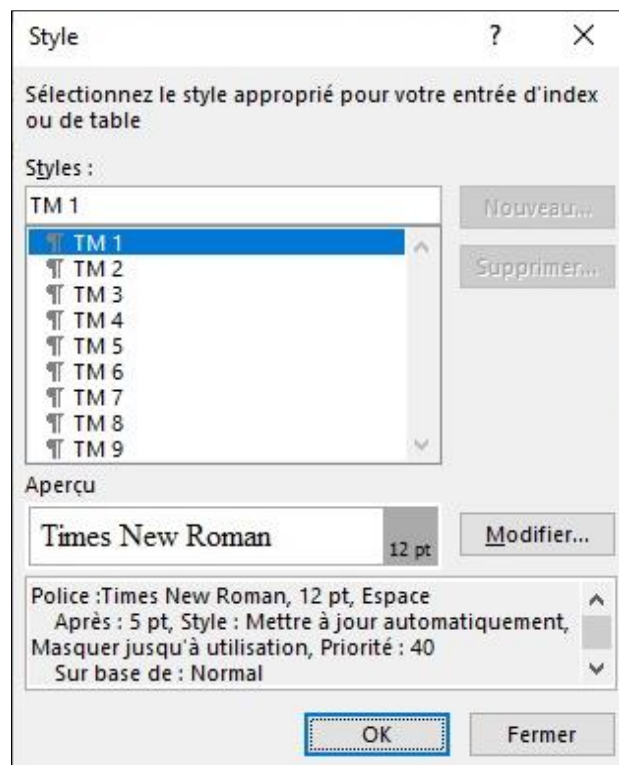 Style ?
Sélectionnez le style approprié pour votre entrée d'index
ou de table
Styles :
TM 1
Nouveau...
¶ TM 1
¶ TM 2
Supprimer...
¶ TM 3
¶ TM 4
¶ TM 5
¶ TM 6
¶ TM 7
¶ TM 8
¶ TM 9
Aperçu
Times New Roman
12 pt
Modifier...
Police :Times New Roman, 12 pt, Espace
Après : 5 pt, Style : Mettre à jour automatiquement,
Masquer jusqu'à utilisation, Priorité : 40
Sur base de : Normal
OK
Fermer